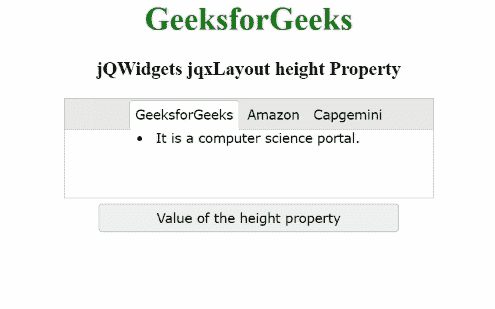 GeeksforGeeks
jQWidgets jqxLayout height Property
GeeksforGeeks Amazon Capgemini
• It is a computer science portal.
Value of the height property